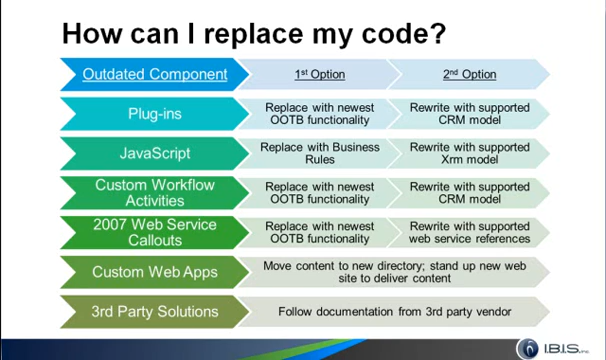 How can I replace my code?
Outdated Component
1st Option
2nd Option
Plug-ins
Replace with newest
OOTB functionality
Rewrite with supported
CRM model
JavaScript
Replace with Business
Rules
Rewrite with supported
Xrm model
Custom Workflow
Activities
Replace with newest
OOTB functionality
Rewrite with supported
CRM model
2007 Web Service
Callouts
Replace with newest
OOTB functionality
Rewrite with supported
web service references
Custom Web Apps
Move content to new directory; stand up new web
site to deliver content
3rd Party Solutions
Follow documentation from 3rd party vendor
I.B.I.S.